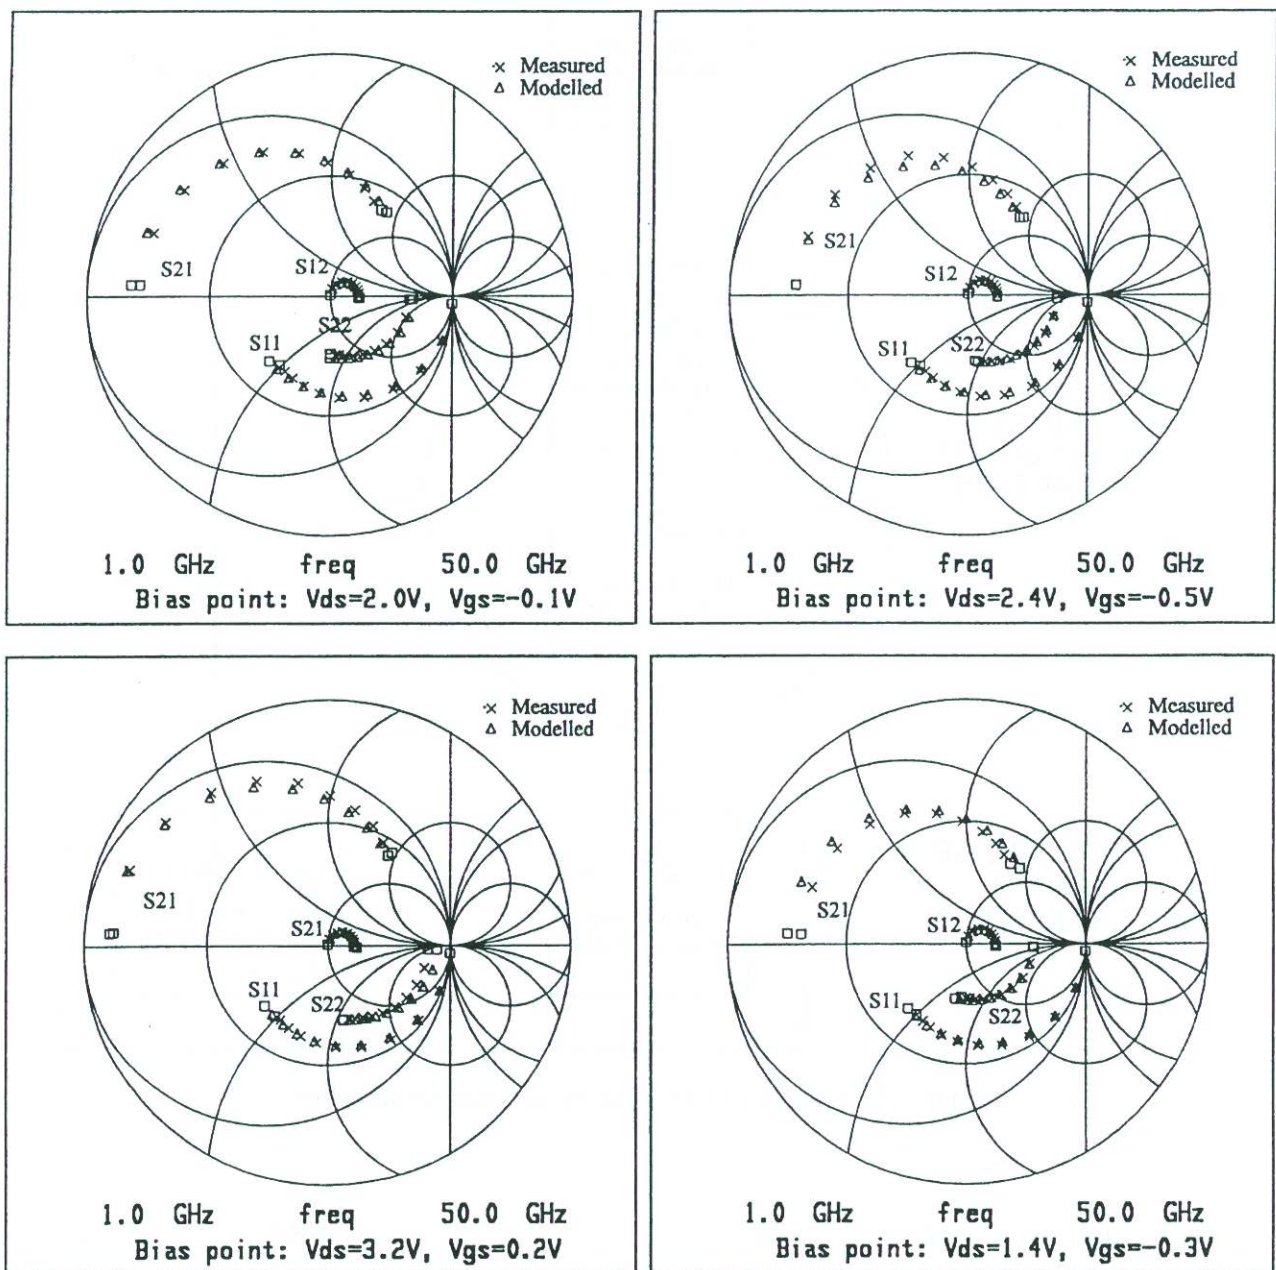 × Measured
△ Modelled
S21
S12
S22
S11
1.0 GHz freq 50.0 GHz
Bias point: Vds=2.0V, Vgs=-0.1V
× Measured
△ Modelled
S21
S12
S11
S22
1.0 GHz freq 50.0 GHz
Bias point: Vds=2.4V, Vgs=-0.5V
× Measured
△ Modelled
S21
S21
S11
S22
1.0 GHz freq 50.0 GHz
Bias point: Vds=3.2V, Vgs=0.2V
× Measured
△ Modelled
S21
S12
S11
S22
1.0 GHz freq 50.0 GHz
Bias point: Vds=1.4V, Vgs=-0.3V